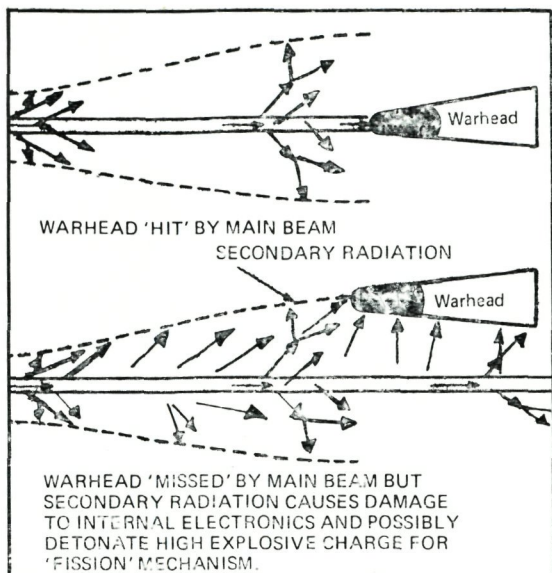 Warhead
WARHEAD 'HIT' BY MAIN BEAM
SECONDARY RADIATION
Warhead
WARHEAD 'MISSED' BY MAIN BEAM BUT
SECONDARY RADIATION CAUSES DAMAGE
TO INTERNAL ELECTRONICS AND POSSIBLY
DETONATE HIGH EXPLOSIVE CHARGE FOR
'FISSION' MECHANISM.